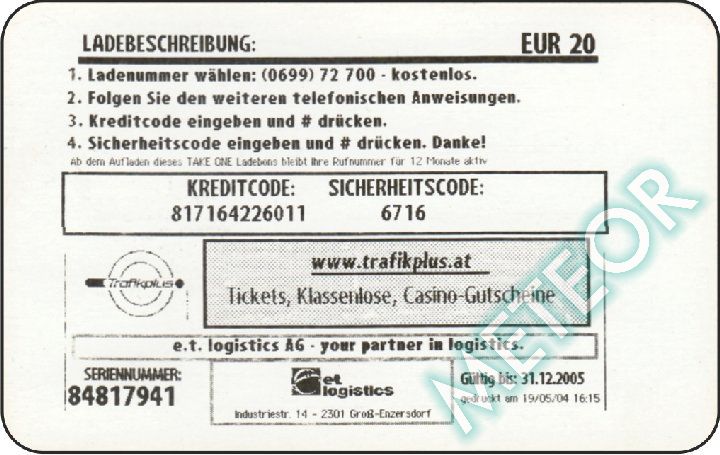 LADEBESCHREIBUNG: EUR 20
1. Ladenummer wählen: (0699) 72 700 - kostenlos.
2. Folgen Sie den weiteren telefonischen Anweisungen.
3. Kreditcode eingeben und # drücken.
4. Sicherheitscode eingeben und # drücken. Danke!
Ab dem Aufladen dieses TAKE ONE Ladebons bleibt Ihre Rufnummer für 12 Monate aktiv
KREDITCODE: SICHERHEITSCODE:
817164226011 6716
www.trafikplus.at
Trafikplus
Tickets, Klassenlose, Casino-Gutscheine
e.t. logistics AG - your partner in logistics.
SERIENNUMMER:
84817941
et
logistics
Industriestr. 14 - 2301 Groß-Enzersdorf
Gültig bis: 31.12.2005
gedruckt am 19/05/04 16:15
METEOR